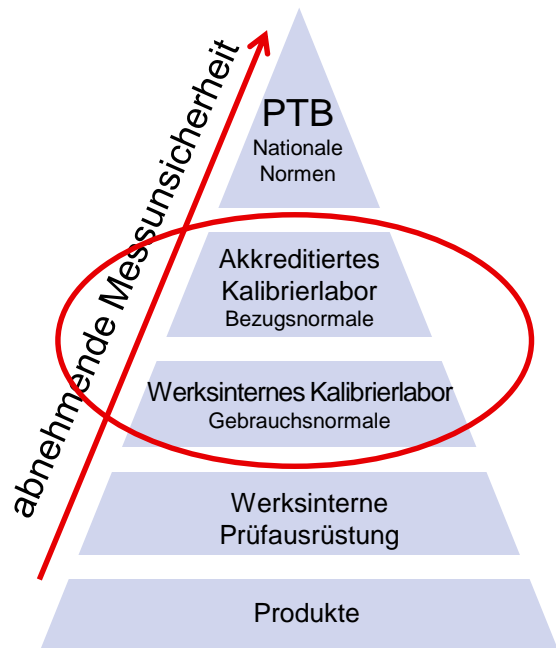 abnehmende Messunsicherheit
PTB
Nationale
Normen
Akkreditiertes
Kalibrierlabor
Bezugsnormale
Werksinternes Kalibrierlabor
Gebrauchsnormale
Werksinterne
Prüfausrüstung
Produkte